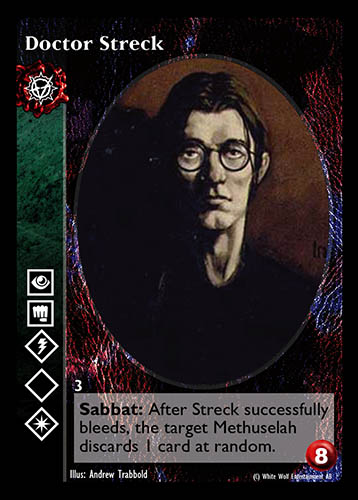 Doctor Streck
3
Sabbat: After Streck successfully
bleeds, the target Methuselah
discards 1 card at random.
8
Illus: Andrew Trabbold
(C) White Wolf Entertainment AB